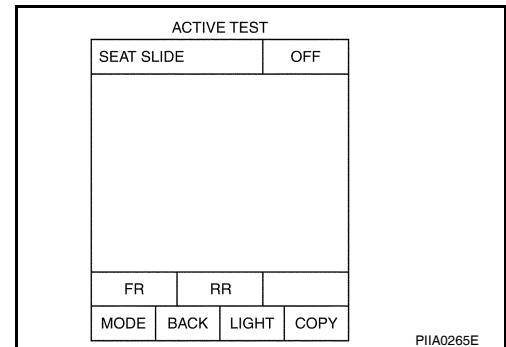 ACTIVE TEST
SEAT SLIDE OFF
FR RR
MODE BACK LIGHT COPY
PIIA0265E